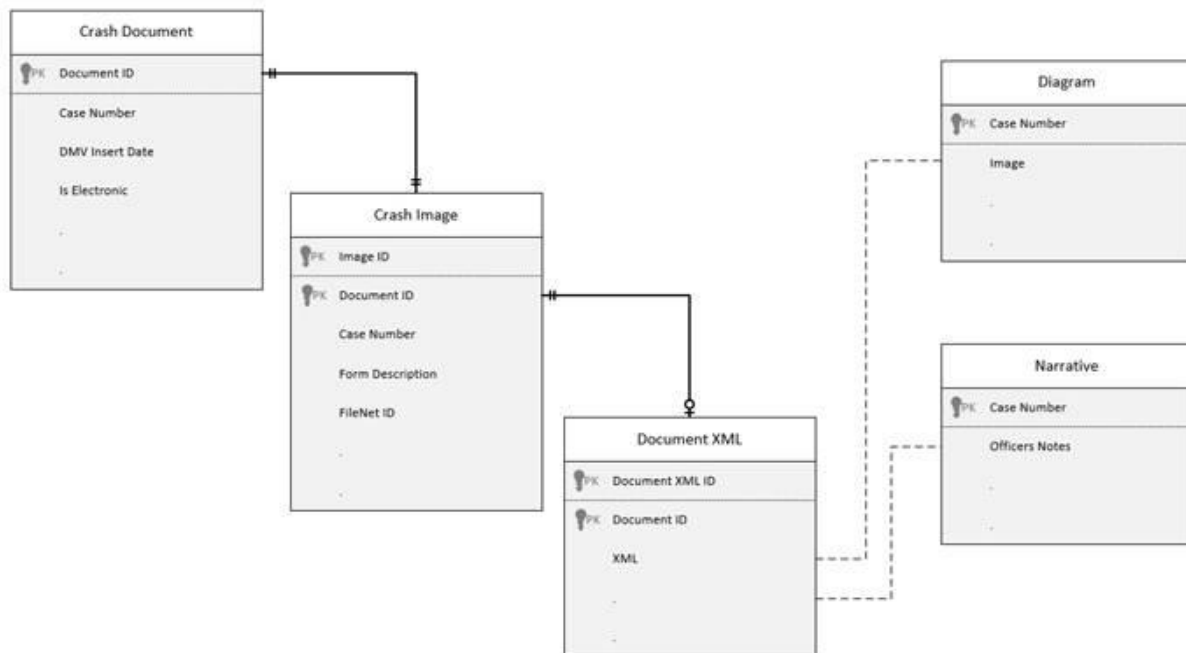 Crash Document
PK Document ID
Case Number
DMV Insert Date
Is Electronic
.
.
Crash Image
PK Image ID
PK Document ID
Case Number
Form Description
FileNet ID
.
.
Document XML
PK Document XML ID
PK Document ID
XML
.
.
Diagram
PK Case Number
Image
.
.
Narrative
PK Case Number
Officers Notes
.
.